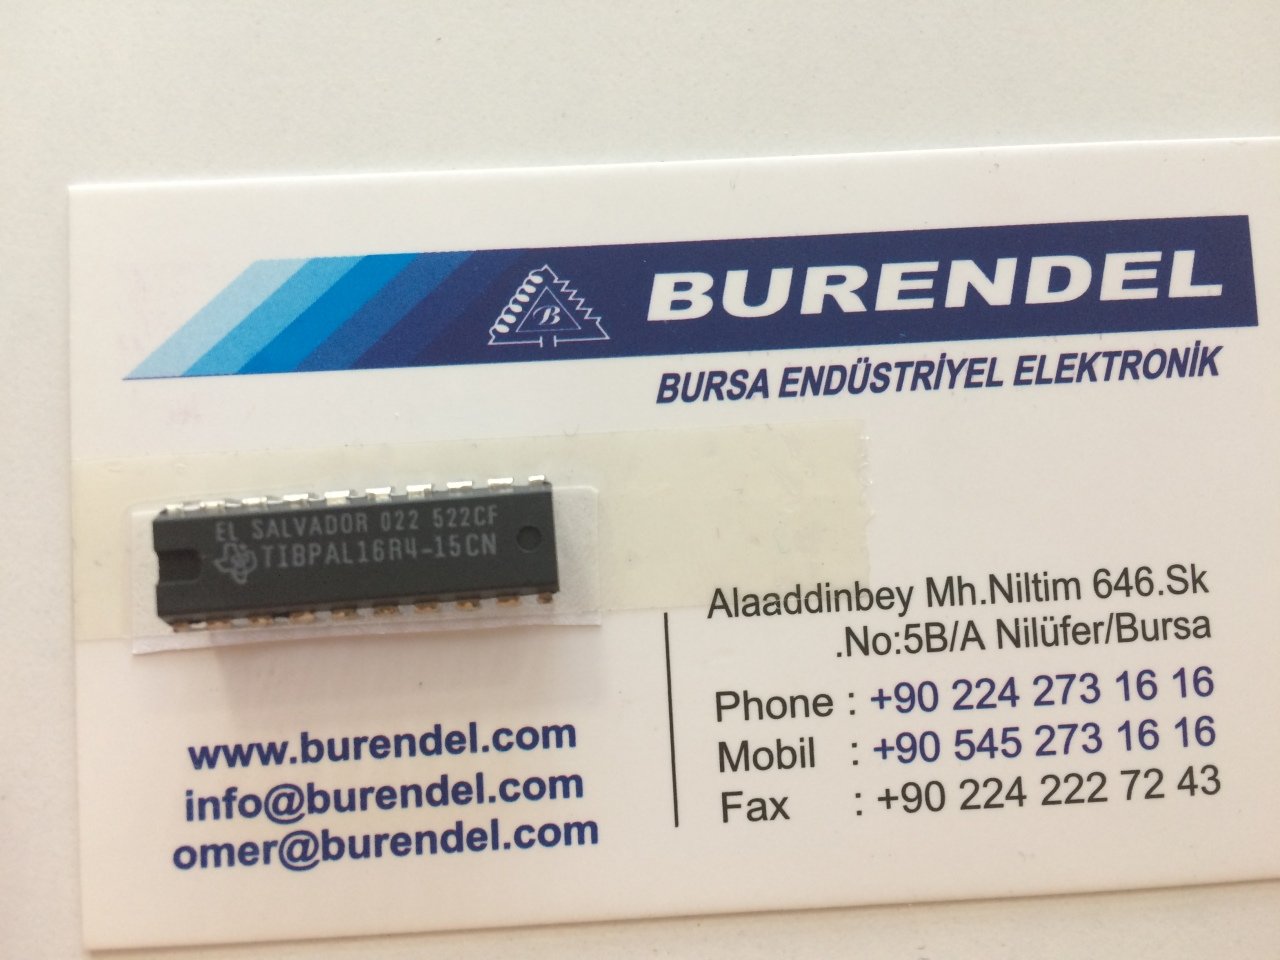 BURENDEL
B
BURSA ENDÜSTRİYEL ELEKTRONİK
EL SALVADOR 022 522CF
TIBPAL16R4-15CN
Alaaddinbey Mh.Niltim 646.Sk
.No:5B/A Nilüfer/Bursa
Phone : +90 224 273 16 16
Mobil : +90 545 273 16 16
Fax : +90 224 222 72 43
www.burendel.com
info@burendel.com
omer@burendel.com